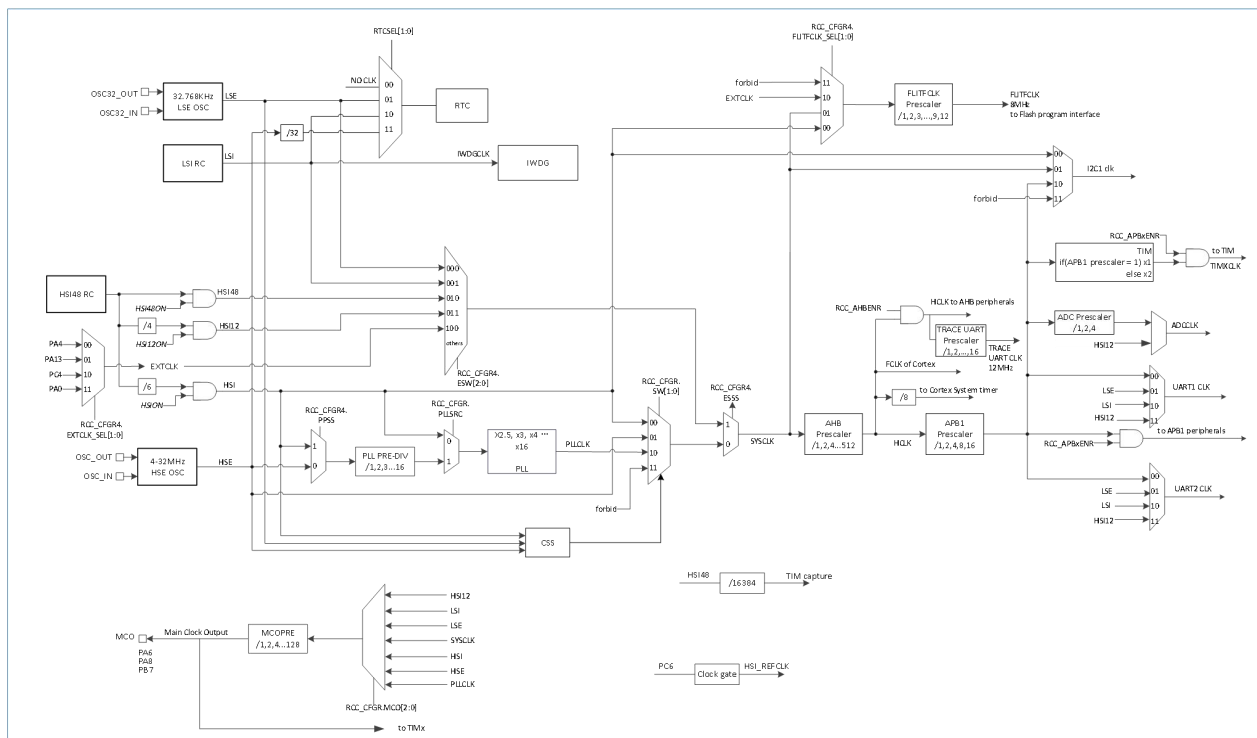 RTCSEL[1:0]
OSC32_OUT
OSC32_IN
32.768KHz
LSE OSC
LSE
NO CLK
00
01
10
11
/32
RTC
LSI RC
LSI
IWDGCLK
IWDG
RCC_CFGR4.
FLITFCLK_SEL[1:0]
forbid
EXTCLK
11
10
01
00
FLITFCLK
Prescaler
/1,2,3,...,9,12
FLITFCLK
8MHz
to Flash program interface
00
01
10
11
forbid
I2C1 clk
HSI48 RC
HSI48ON
HSI48
/4
HSI12ON
HSI12
PA4
PA13
PC4
PA0
00
01
10
11
EXTCLK
RCC_CFGR4.
EXTCLK_SEL[1:0]
/6
HSION
HSI
000
001
010
011
100
others
RCC_CFGR4.
ESW[2:0]
OSC_OUT
OSC_IN
4-32MHz
HSE OSC
HSE
RCC_CFGR4.
PPSS
1
0
PLL PRE-DIV
/1,2,3...16
RCC_CFGR.
PLLSRC
0
1
X2.5, x3, x4 ...
x16
PLL
PLLCLK
RCC_CFGR.
SW[1:0]
00
01
10
11
forbid
CSS
RCC_CFGR4.
ESSS
1
0
SYSCLK
AHB
Prescaler
/1,2,4...512
HCLK
APB1
Prescaler
/1,2,4,8,16
RCC_AHBENR
HCLK to AHB peripherals
TRACE UART
Prescaler
/1,2,...,16
TRACE
UART CLK
12MHz
FCLK of Cortex
/8
to Cortex System timer
RCC_APBxENR
TIM
if(APB1 prescaler = 1) x1
else x2
to TIM
TIMXCLK
ADC Prescaler
/1,2,4
HSI12
ADCCLK
LSE
LSI
HSI12
00
01
10
11
UART1 CLK
RCC_APBxENR
to APB1 peripherals
LSE
LSI
HSI12
00
01
10
11
UART2 CLK
HSI48
/16384
TIM capture
PC6
Clock gate
HSI_REFCLK
MCO
PA6
PA8
PB7
Main Clock Output
MCOPRE
/1,2,4...128
HSI12
LSI
LSE
SYSCLK
HSI
HSE
PLLCLK
RCC_CFGR.MCO[2:0]
to TIMx